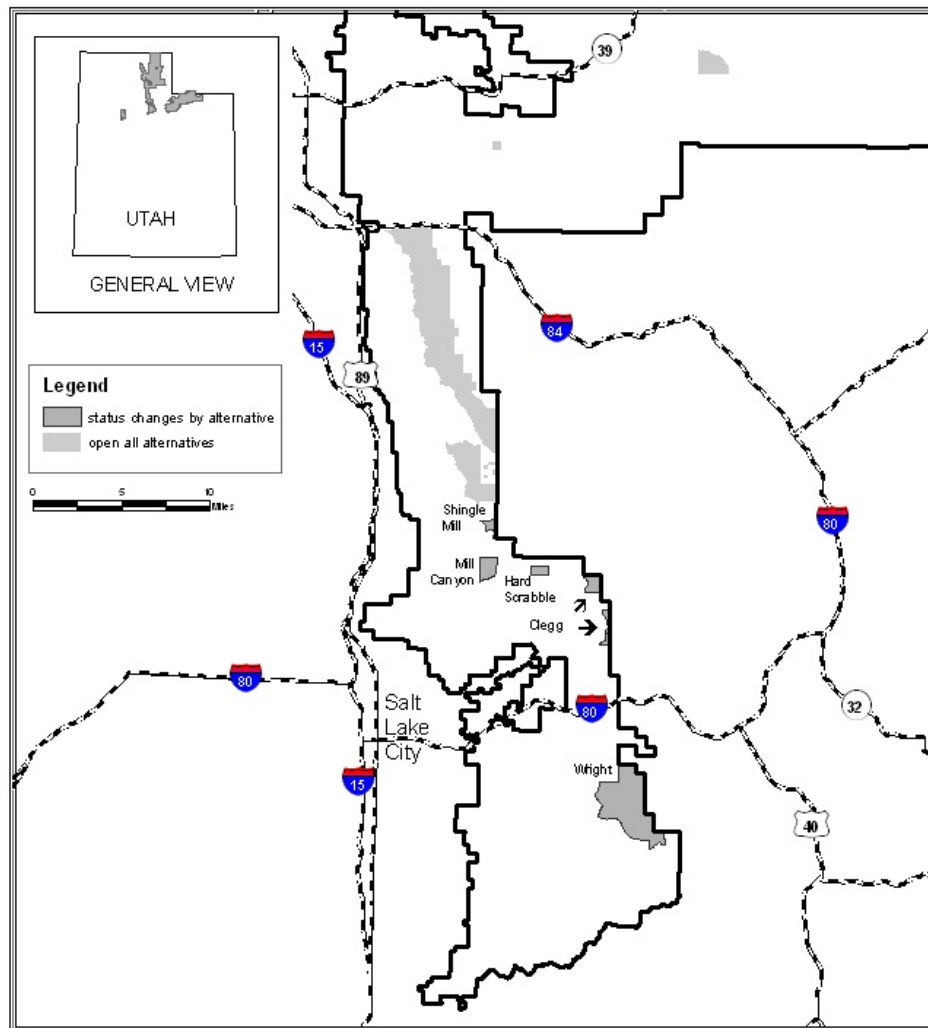 39
UTAH
GENERAL VIEW
15
84
89
Legend
status changes by alternative
open all alternatives
0 5 10
Miles
80
Shingle
Mill
Mill
Canyon
Hard
Scrabble
Clegg
80
Salt
Lake
City
80
32
Wright
15
40